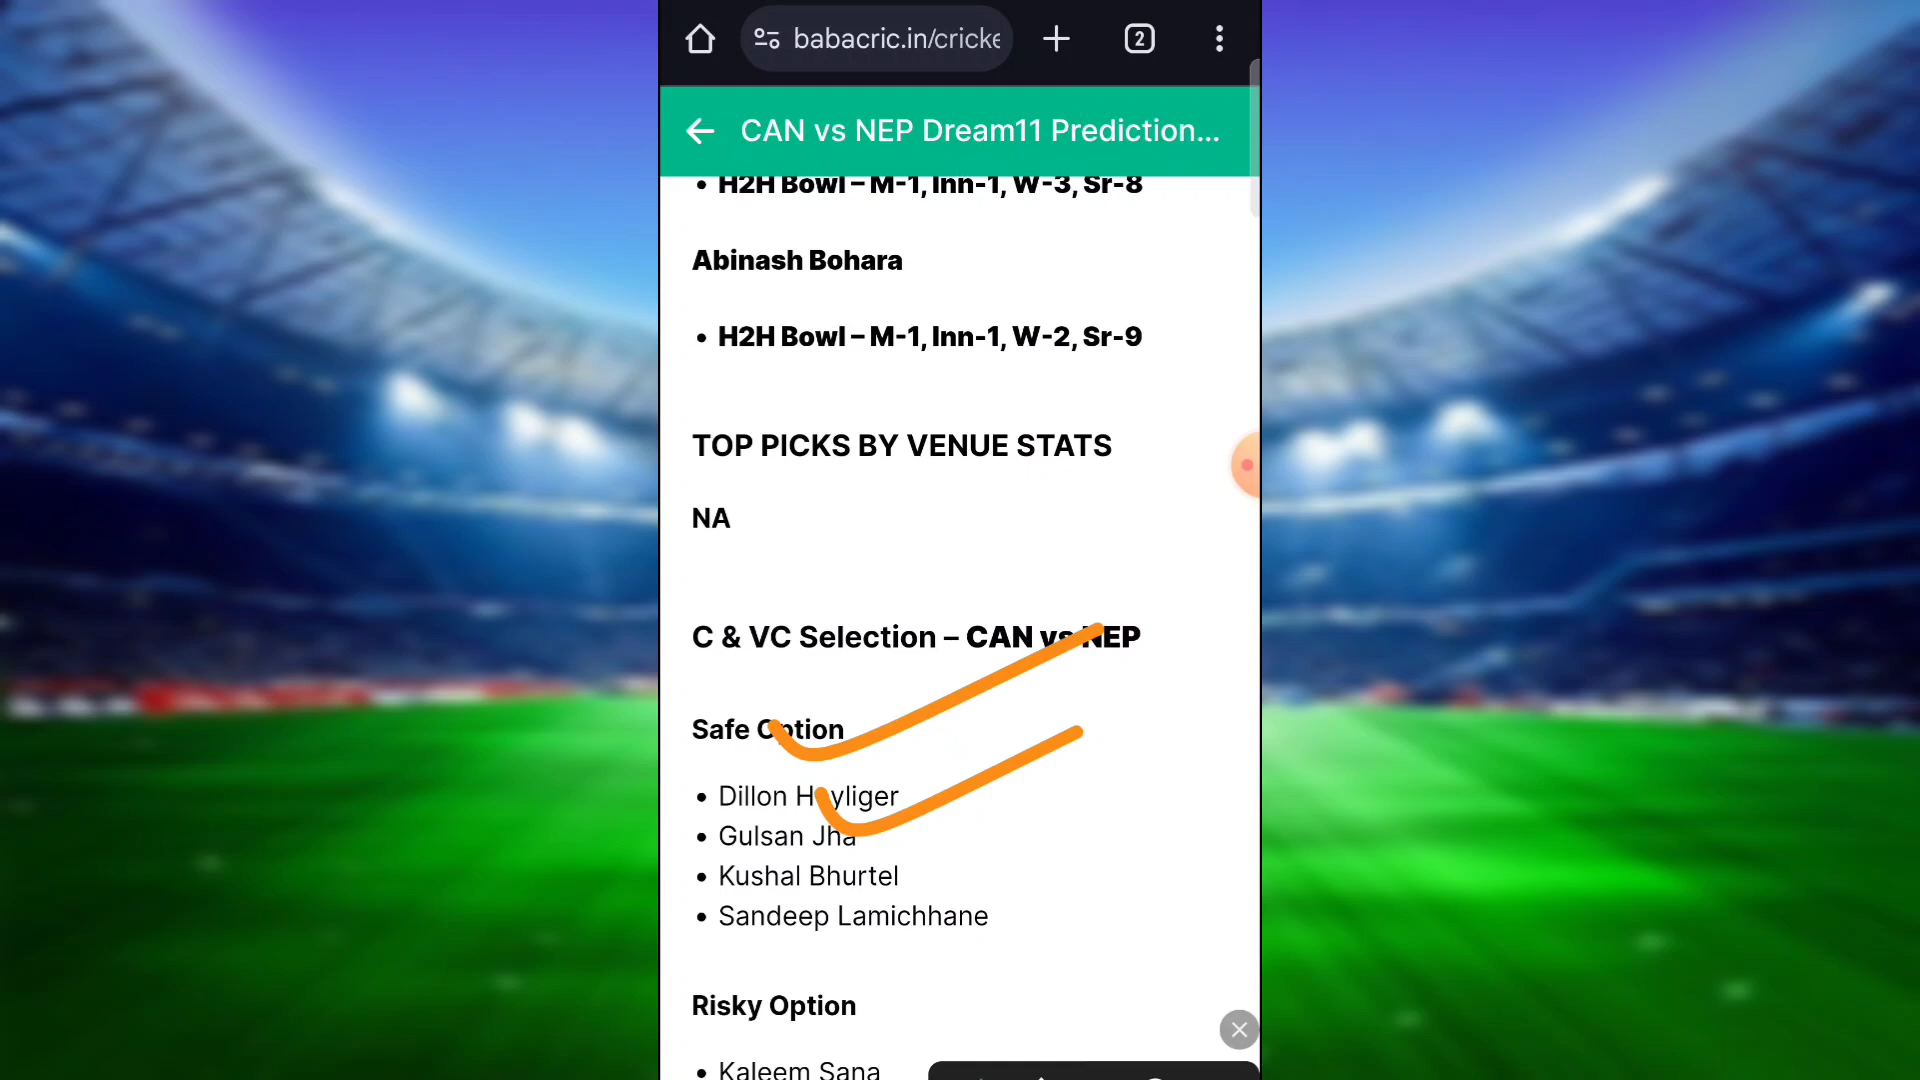 babacric.in/cricke
2
CAN vs NEP Dream11 Prediction...
• H2H Bowl – M-1, Inn-1, W-3, Sr-8
Abinash Bohara
• H2H Bowl – M-1, Inn-1, W-2, Sr-9
TOP PICKS BY VENUE STATS
NA
C & VC Selection – CAN vs NEP
Safe Option
• Dillon Heyliger
• Gulsan Jha
• Kushal Bhurtel
• Sandeep Lamichhane
Risky Option
• Kaleem Sana